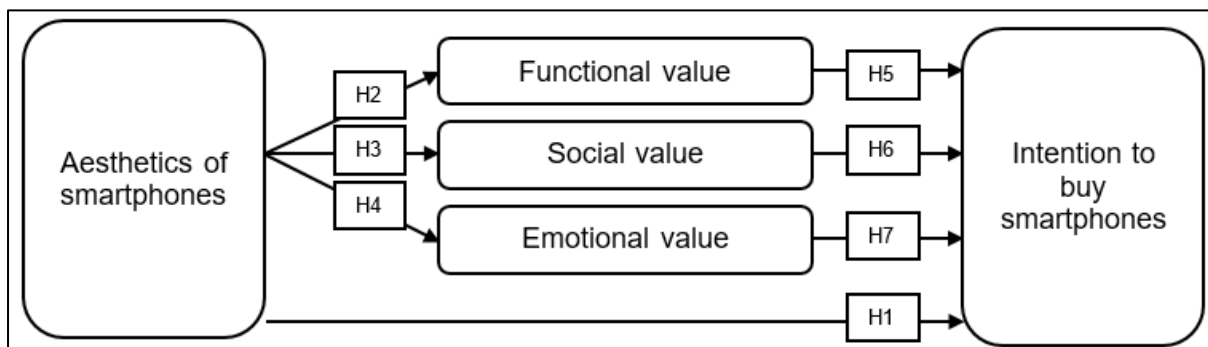 Aesthetics of
smartphones
H2
H3
H4
Functional value
Social value
Emotional value
H5
H6
H7
H1
Intention to
buy
smartphones